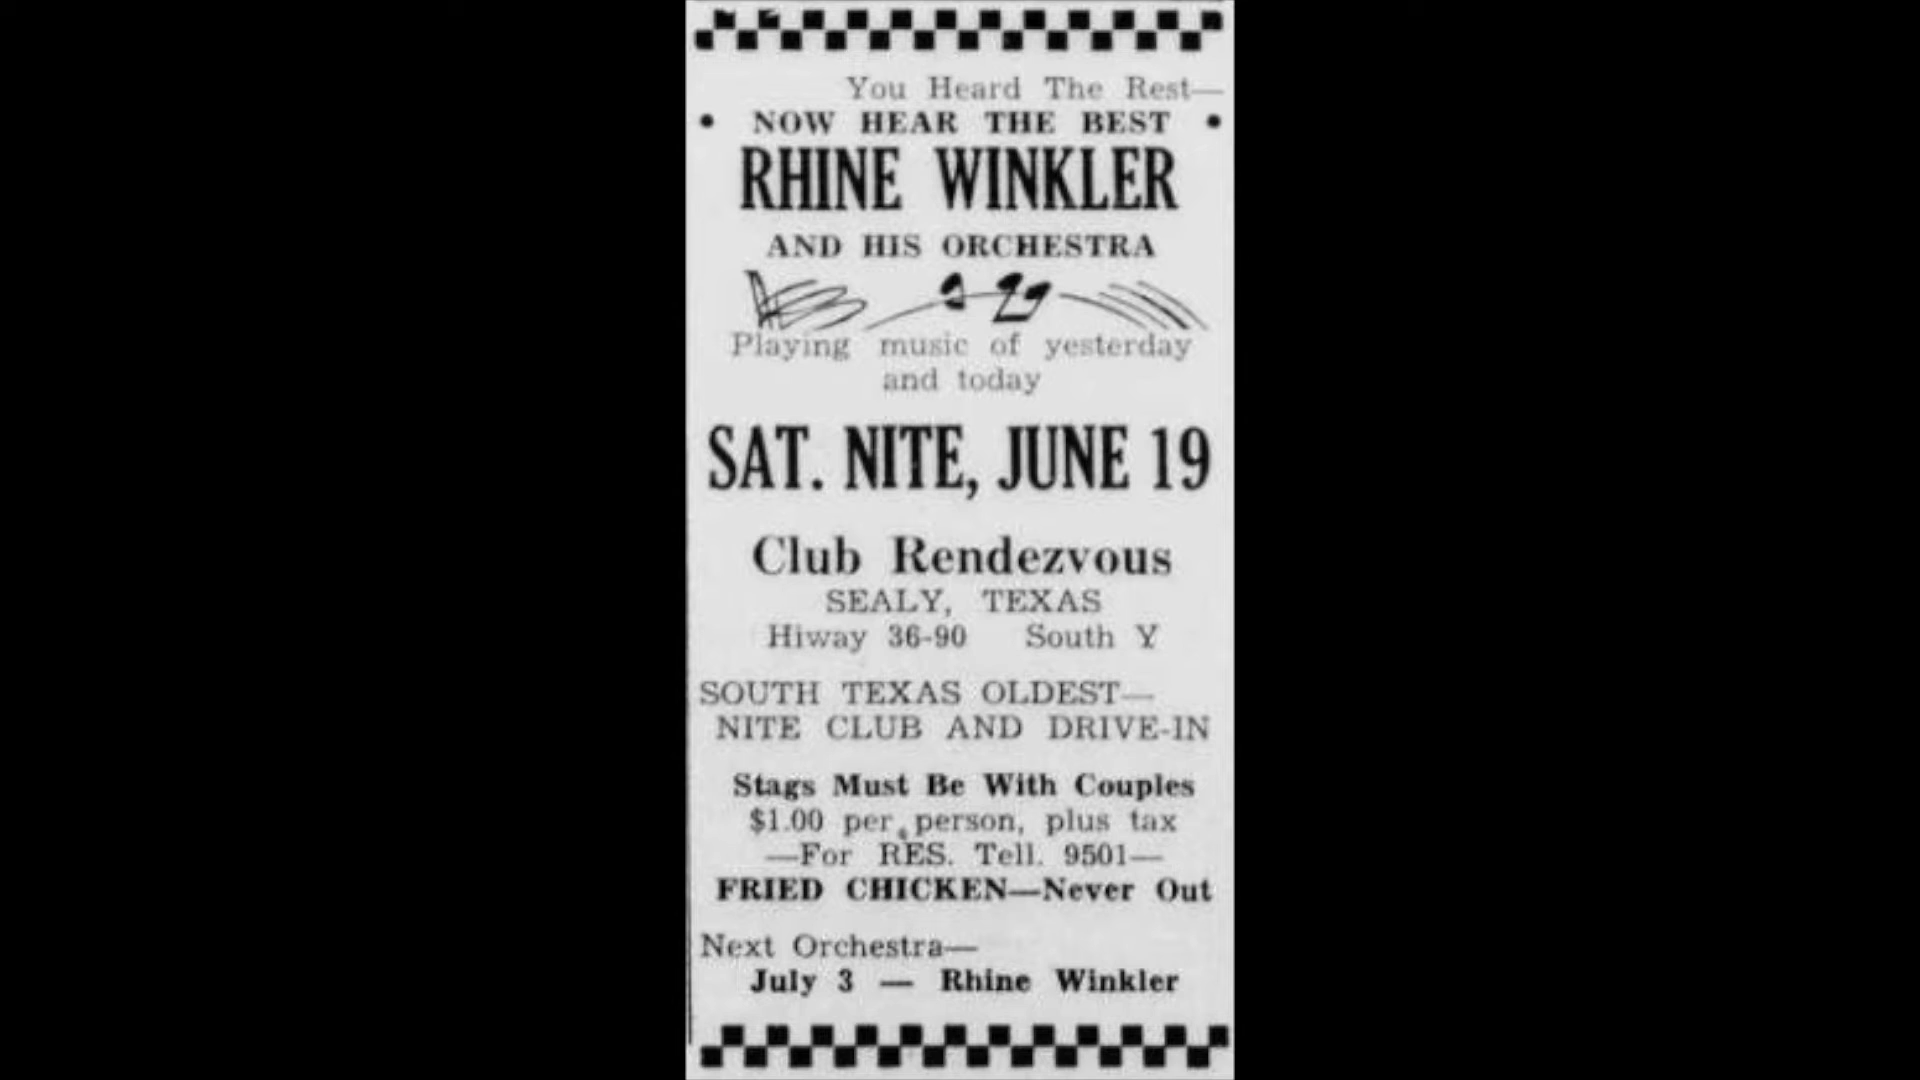 You Heard The Rest—
• NOW HEAR THE BEST •
RHINE WINKLER
AND HIS ORCHESTRA
Playing music of yesterday
and today
SAT. NITE, JUNE 19
Club Rendezvous
SEALY, TEXAS
Hiway 36-90 South Y
SOUTH TEXAS OLDEST—
NITE CLUB AND DRIVE-IN
Stags Must Be With Couples
$1.00 per person, plus tax
—For RES. Tell. 9501—
FRIED CHICKEN—Never Out
Next Orchestra—
July 3 — Rhine Winkler